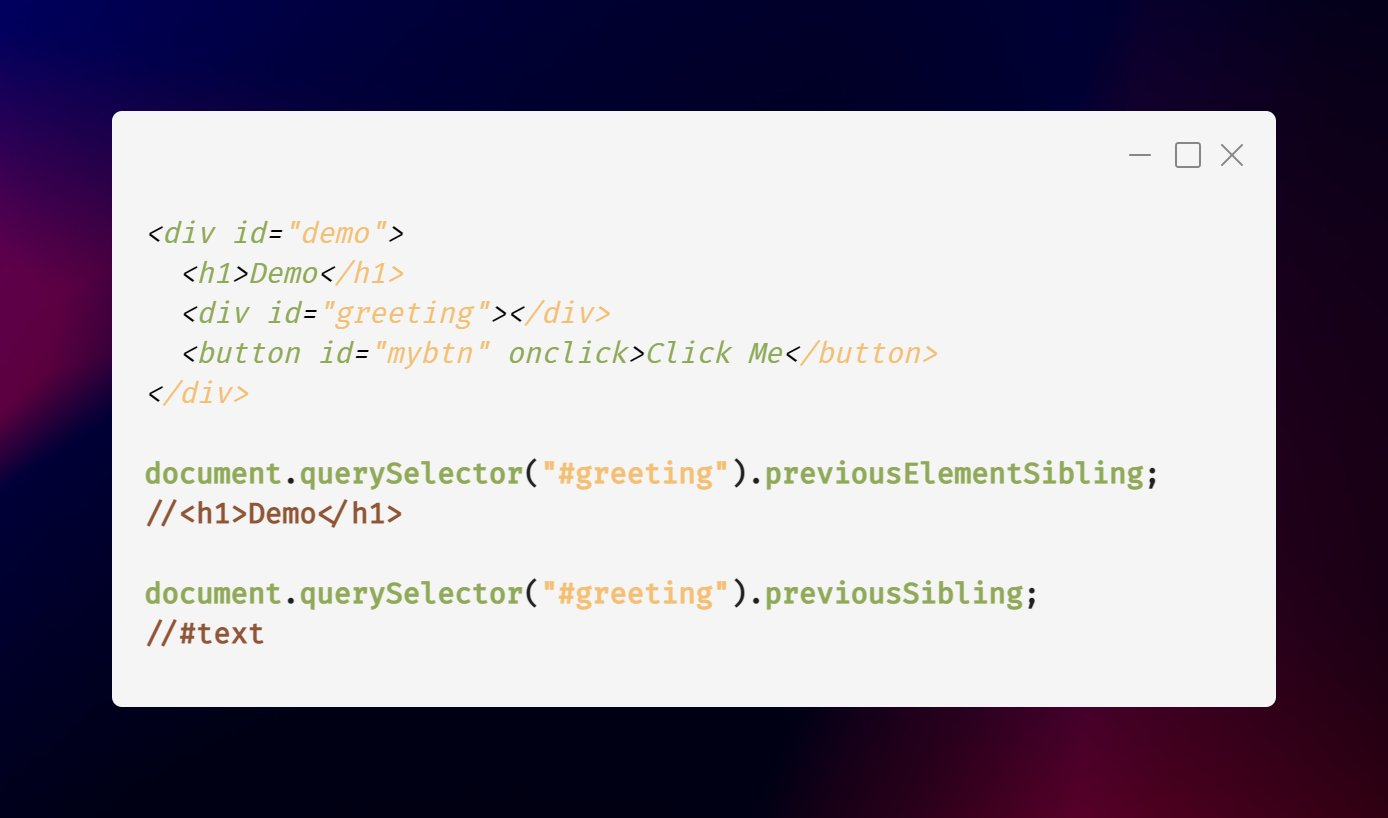 <div id="demo">
  <h1>Demo</h1>
  <div id="greeting"></div>
  <button id="mybtn" onclick>Click Me</button>
</div>
document.querySelector("#greeting").previousElementSibling;
//<h1>Demo</h1>
document.querySelector("#greeting").previousSibling;
//#text